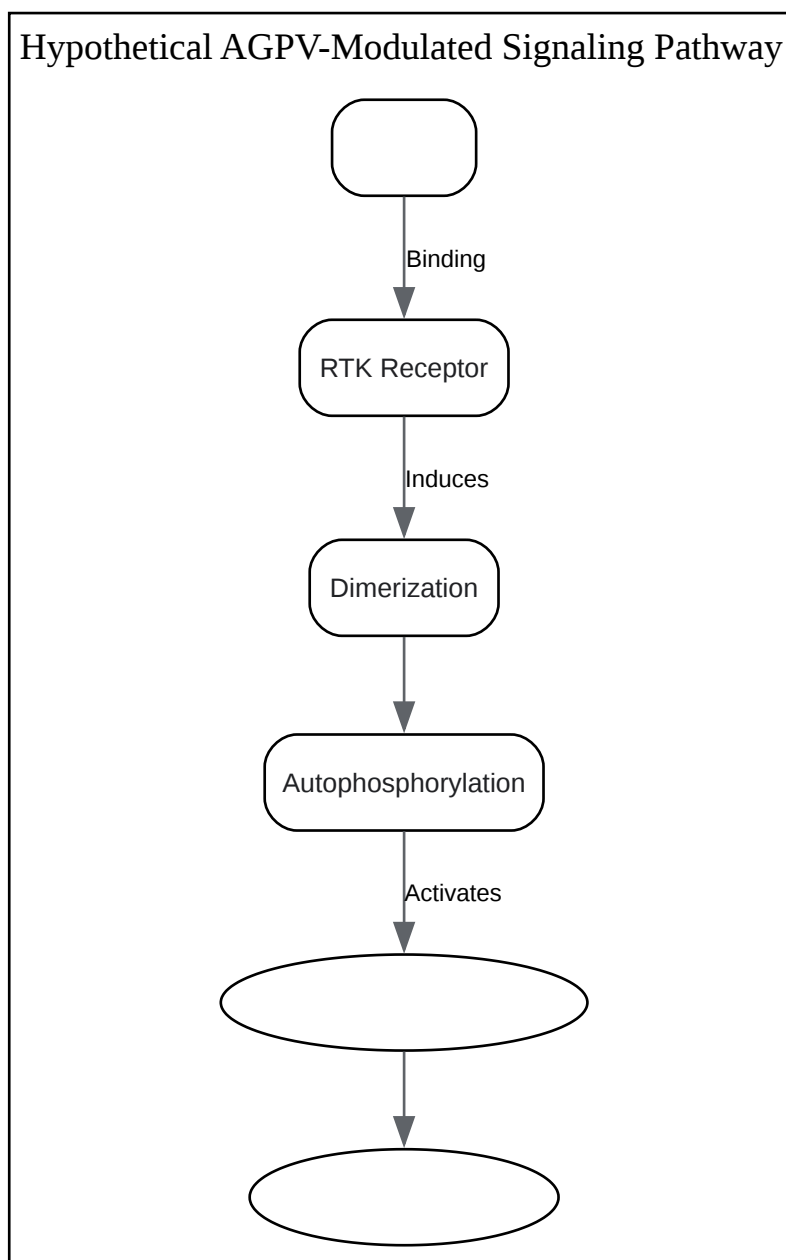 Hypothetical AGPV-Modulated Signaling Pathway
Binding
RTK Receptor
Induces
Dimerization
Autophosphorylation
Activates